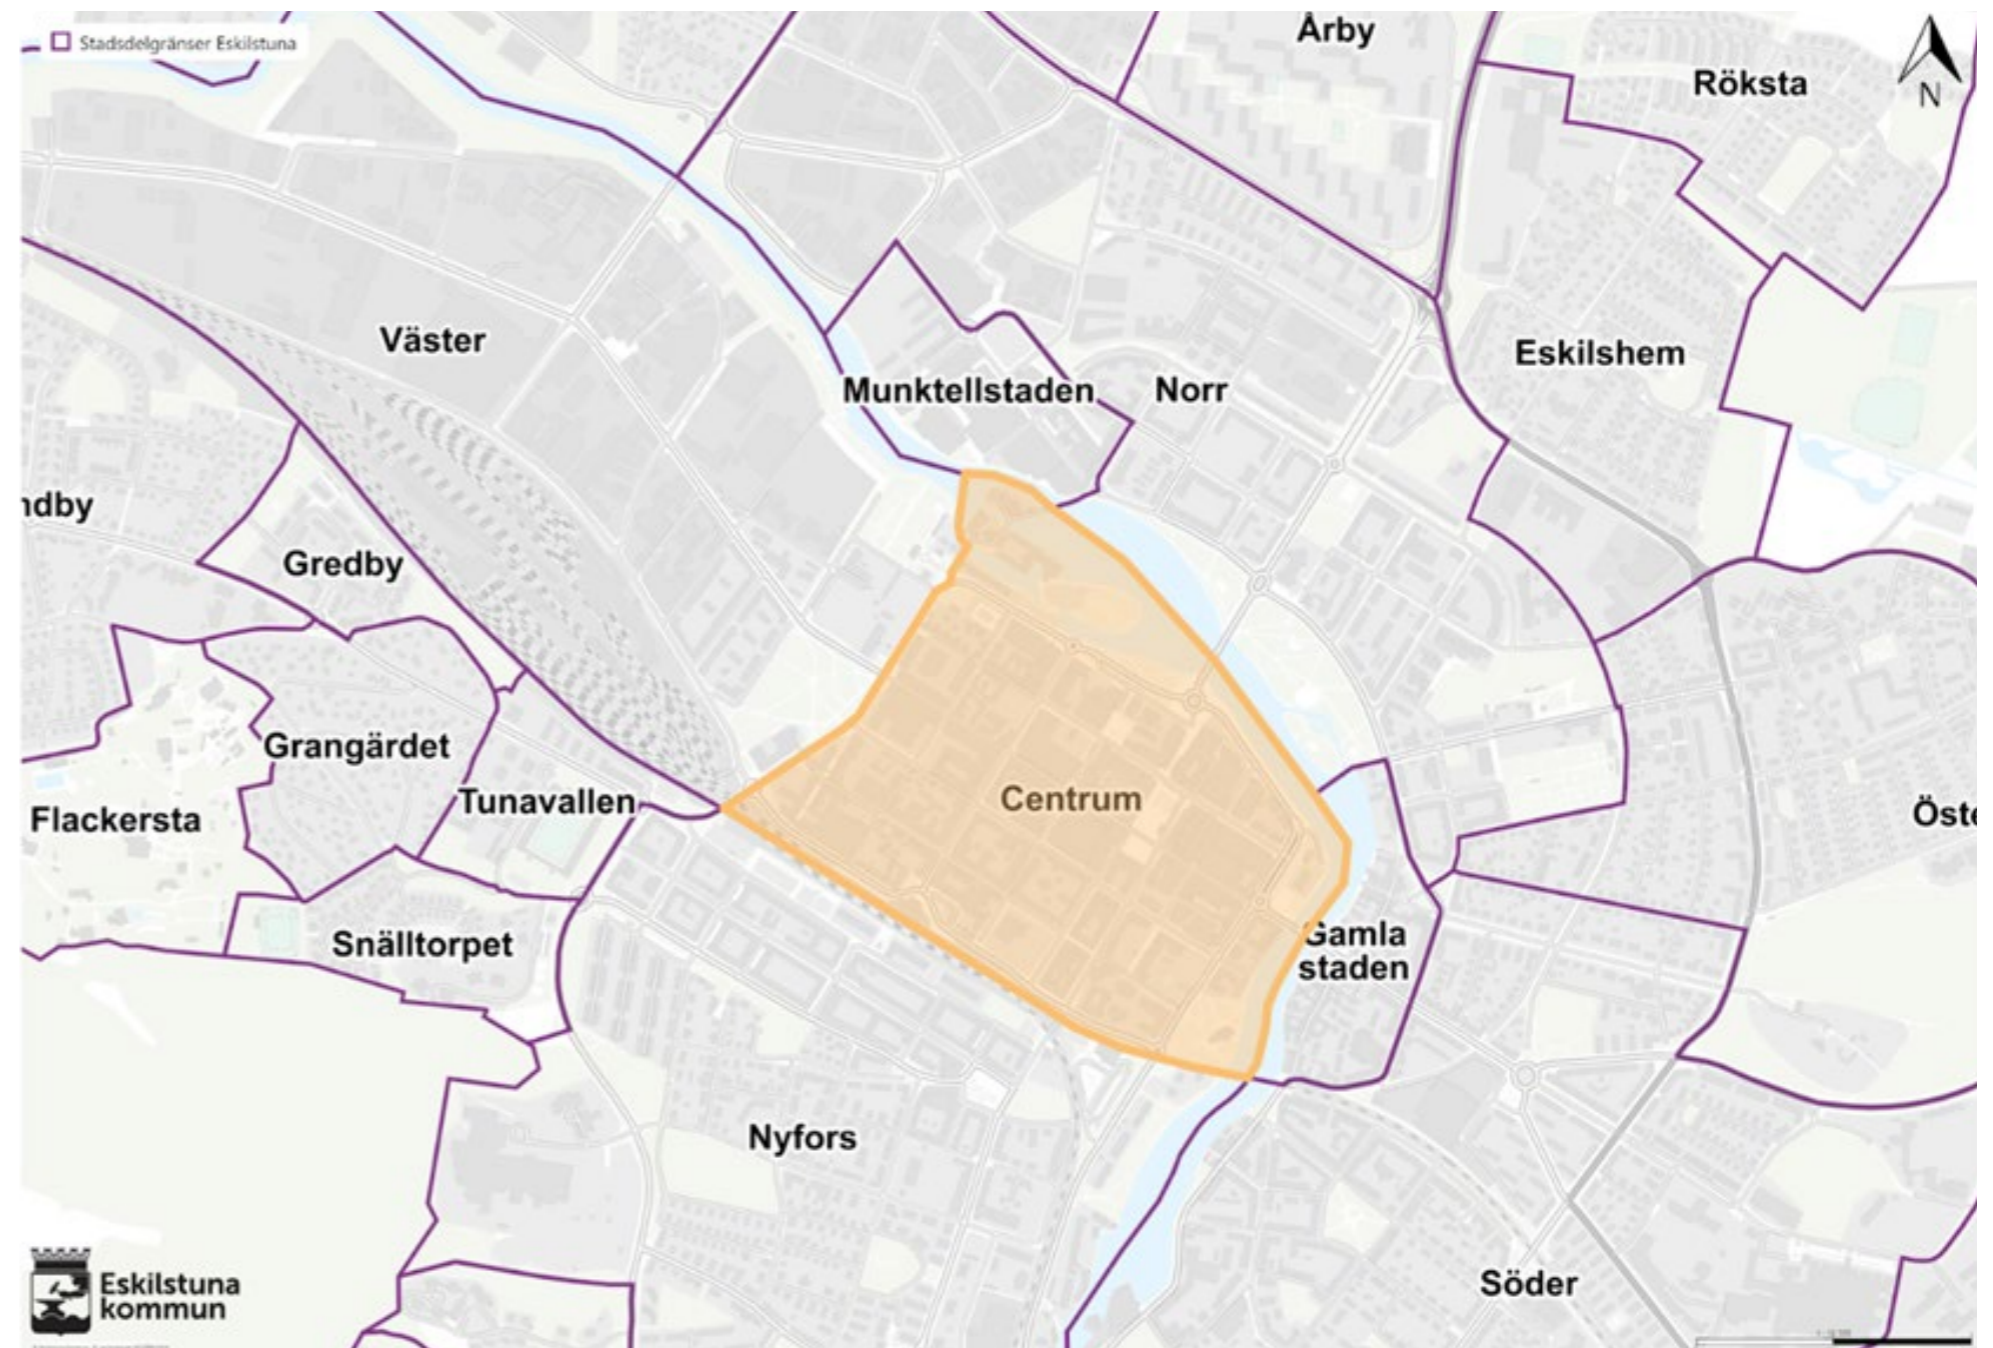 Stadsdelgränser Eskilstuna
Årby
Röksta
N
Väster
Eskilshem
Munktellstaden
Norr
ndby
Gredby
Grangärdet
Tunavallen
Centrum
Flackersta
Öste
Snälltorpet
Gamla
staden
Nyfors
Söder
Eskilstuna
kommun